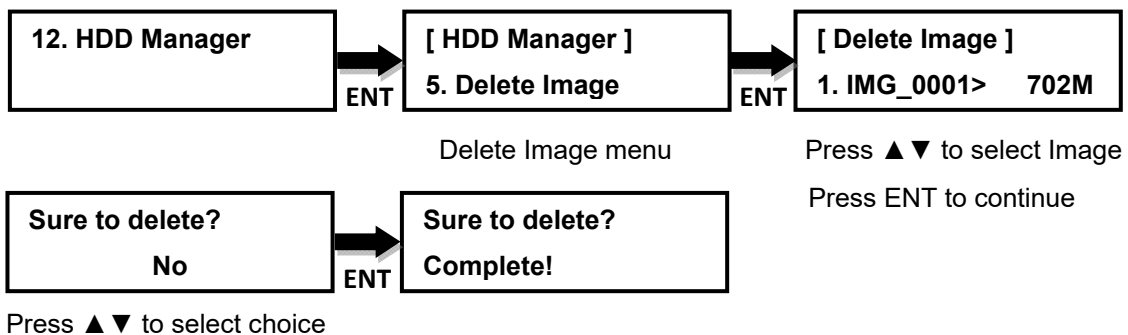 12. HDD Manager
ENT
[ HDD Manager ]
5. Delete Image
ENT
[ Delete Image ]
1. IMG_0001> 702M
Delete Image menu
Press ▲▼ to select Image
Press ENT to continue
Sure to delete?
No
ENT
Sure to delete?
Complete!
Press ▲▼ to select choice